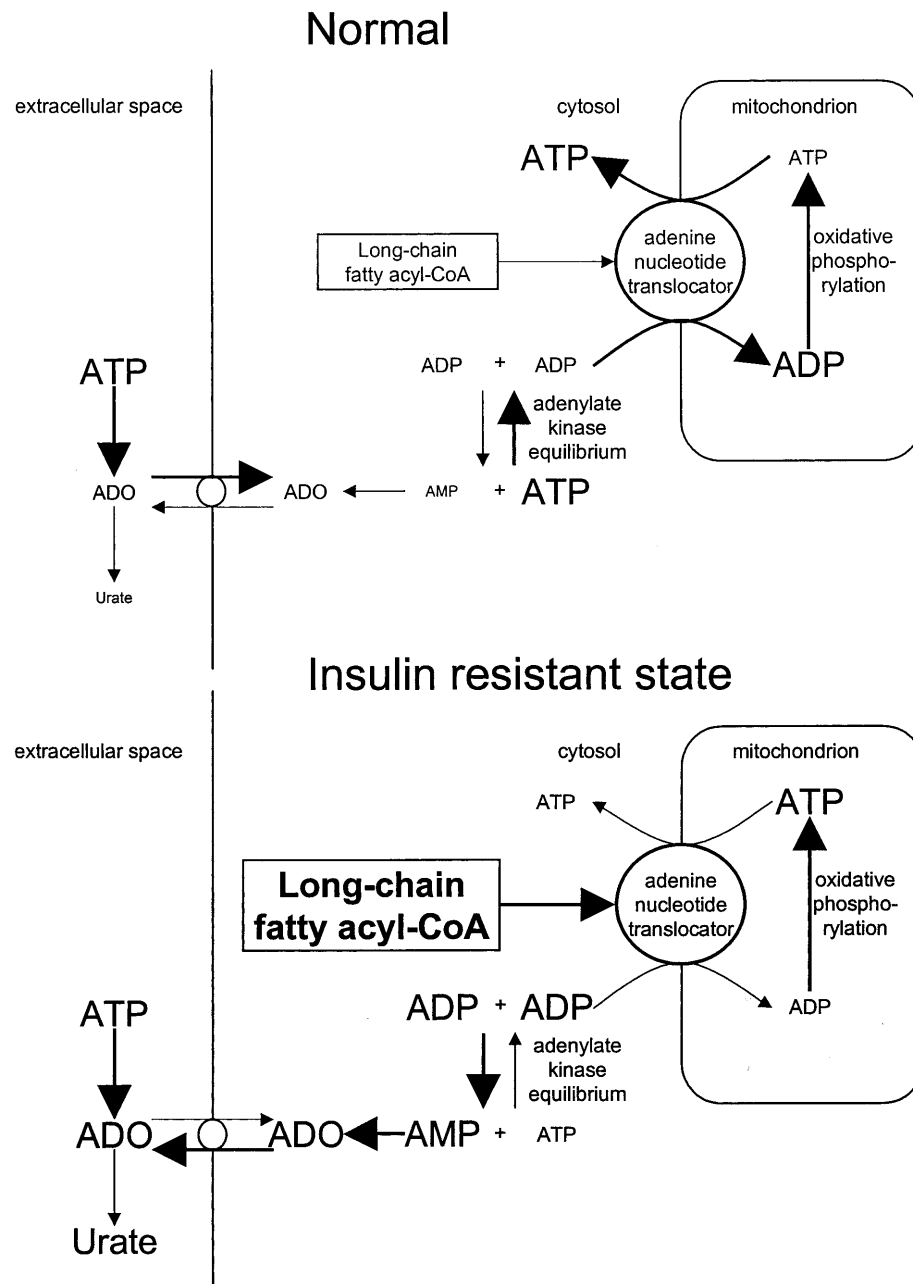 Normal
extracellular space
cytosol
mitochondrion
ATP
ATP
Long-chain
fatty acyl-CoA
adenine
nucleotide
translocator
oxidative
phospho-
rylation
ADP + ADP
ADP
ATP
adenylate
kinase
equilibrium
ADO
ADO
AMP + ATP
Urate
Insulin resistant state
extracellular space
cytosol
mitochondrion
ATP
ATP
Long-chain
fatty acyl-CoA
adenine
nucleotide
translocator
oxidative
phospho-
rylation
ADP + ADP
ADP
ATP
adenylate
kinase
equilibrium
ADO
ADO
AMP + ATP
Urate